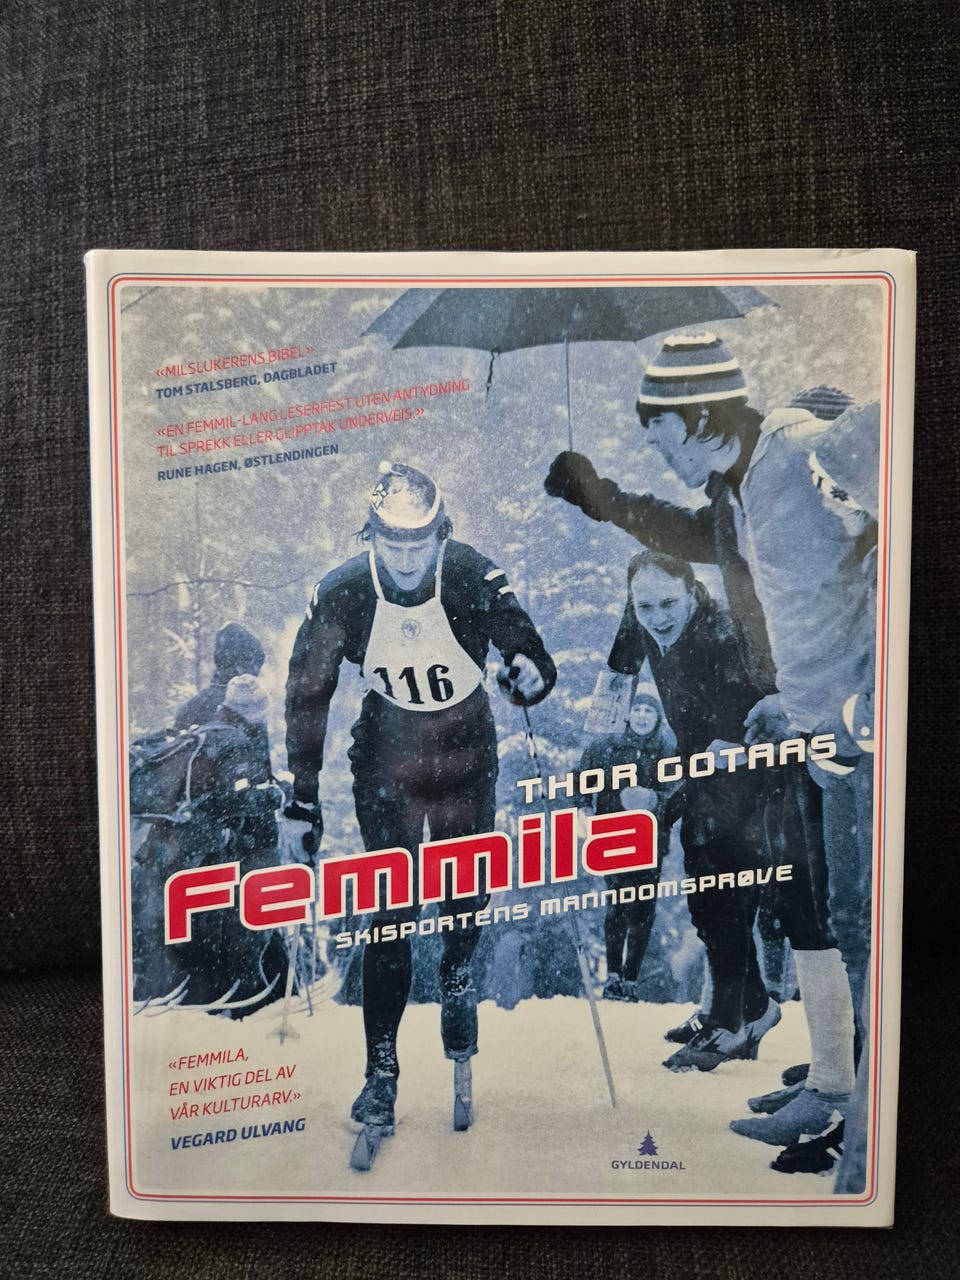 «MILSLUKERENS BIBEL»
TOM STALSBERG, DAGBLADET
«EN FEMMIL-LANG LESERFEST UTEN ANTYDNING
TIL SPREKK ELLER GLIPPTAK UNDERVEIS.»
RUNE HAGEN, ØSTLENDINGEN
116
THOR GOTAAS
Femmila
SKISPORTENS MANNDOMSPRØVE
«FEMMILA,
EN VIKTIG DEL AV
VÅR KULTURARV.»
VEGARD ULVANG
GYLDENDAL